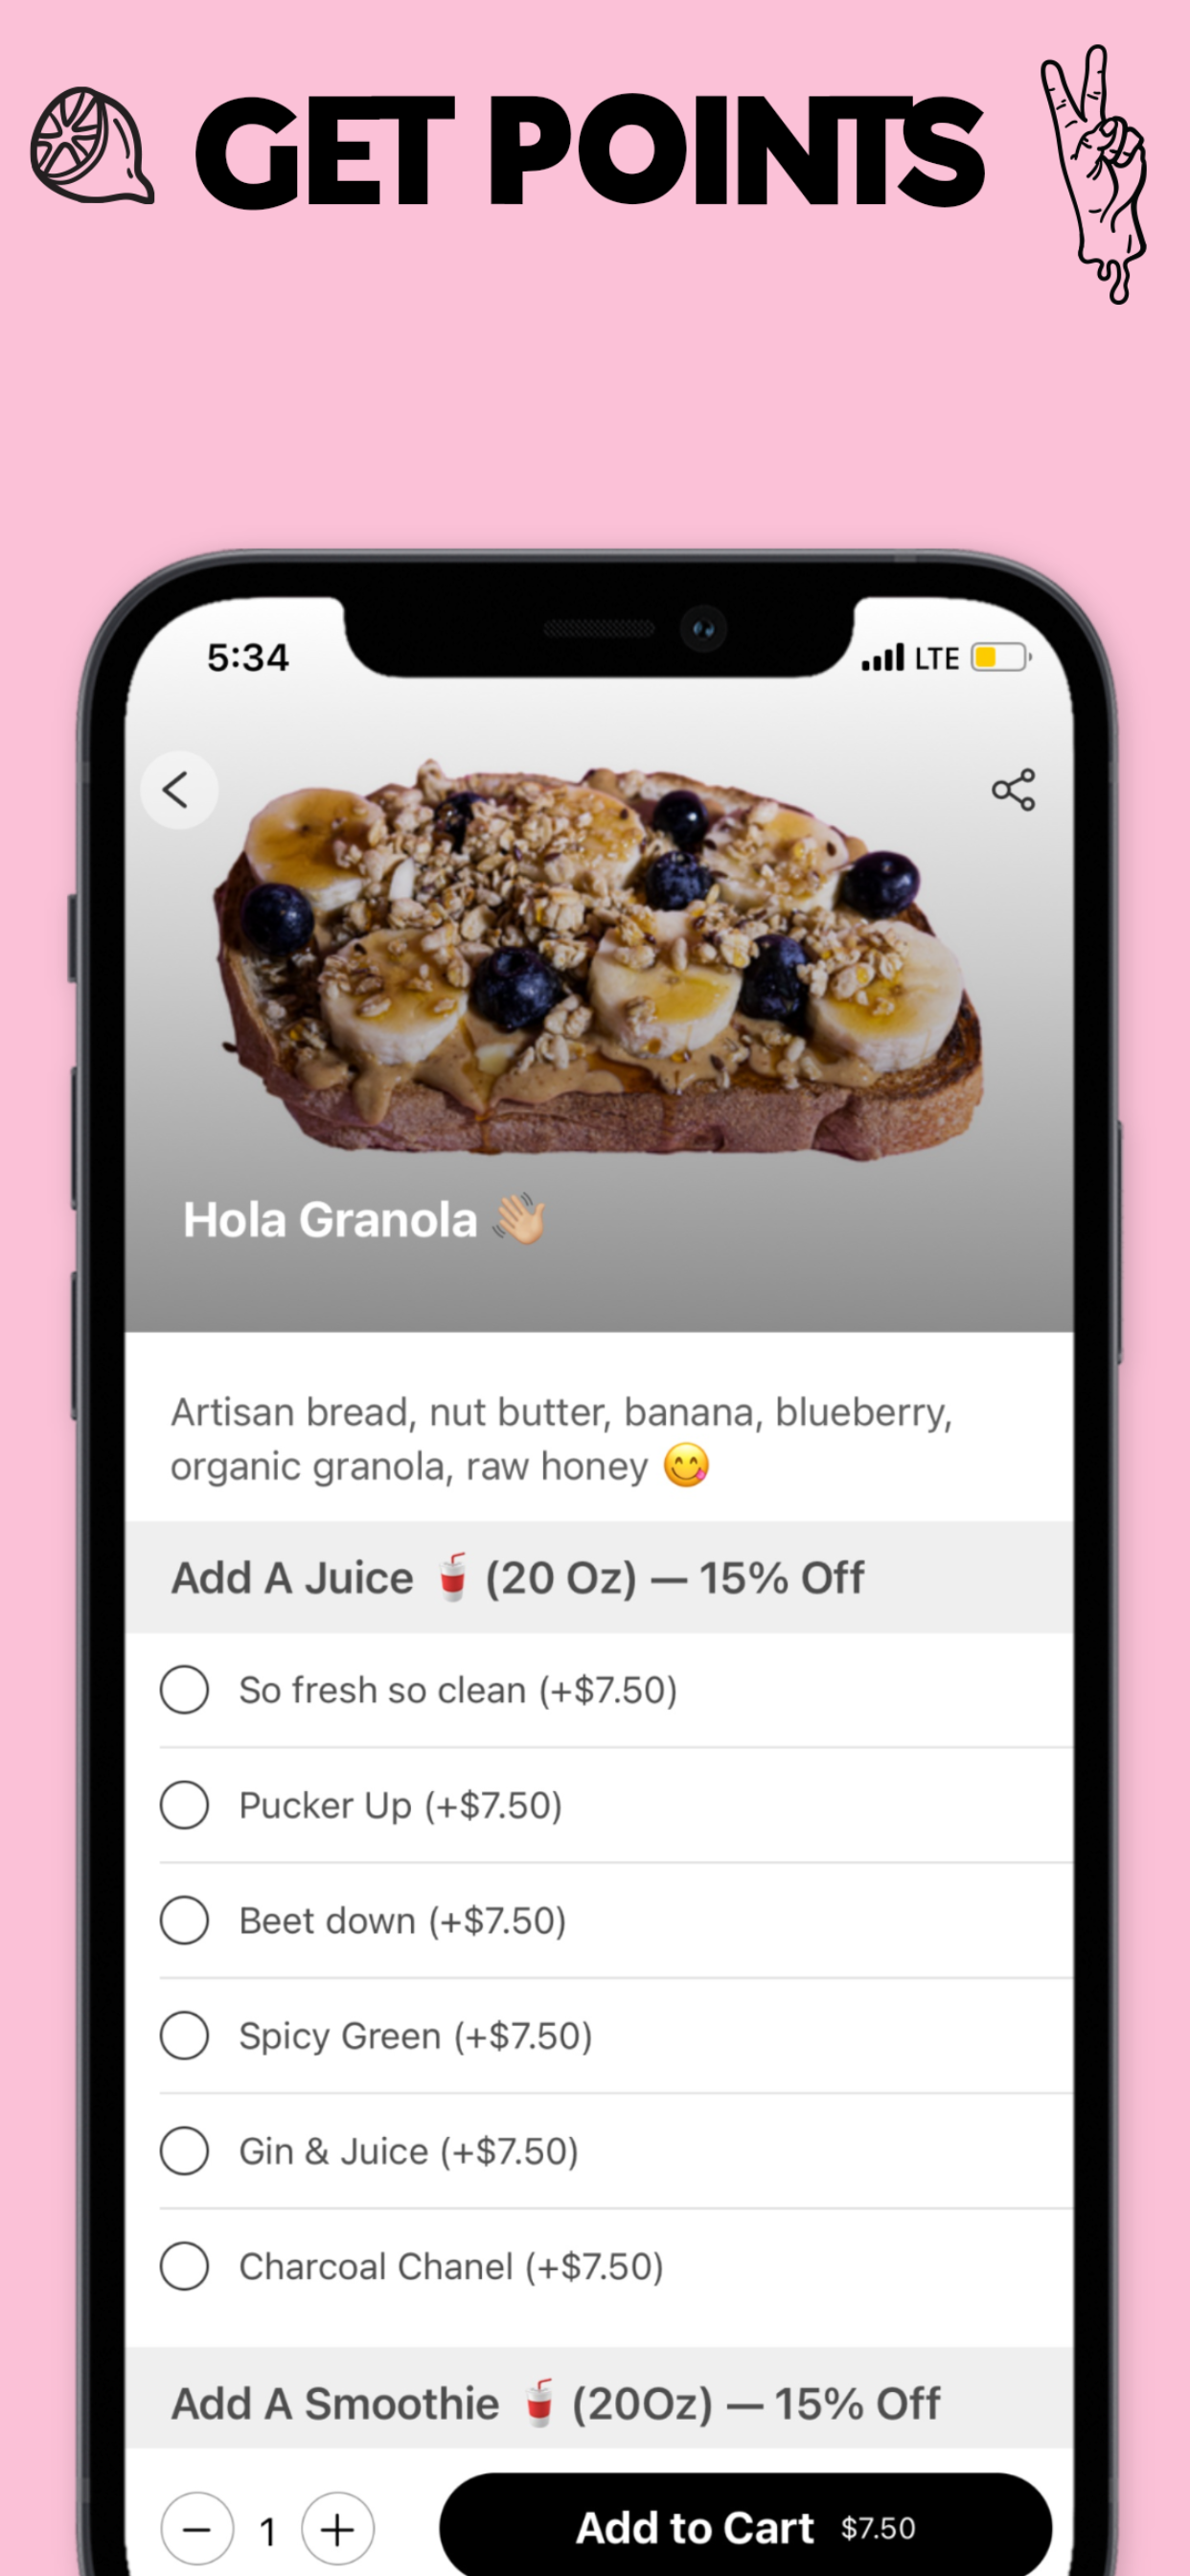 GET POINTS
5:34
LTE
Hola Granola 👋🏼
Artisan bread, nut butter, banana, blueberry,
organic granola, raw honey 😋
Add A Juice 🥤 (20 Oz) — 15% Off
So fresh so clean (+$7.50)
Pucker Up (+$7.50)
Beet down (+$7.50)
Spicy Green (+$7.50)
Gin & Juice (+$7.50)
Charcoal Chanel (+$7.50)
Add A Smoothie 🥤 (20Oz) — 15% Off
1
Add to Cart $7.50